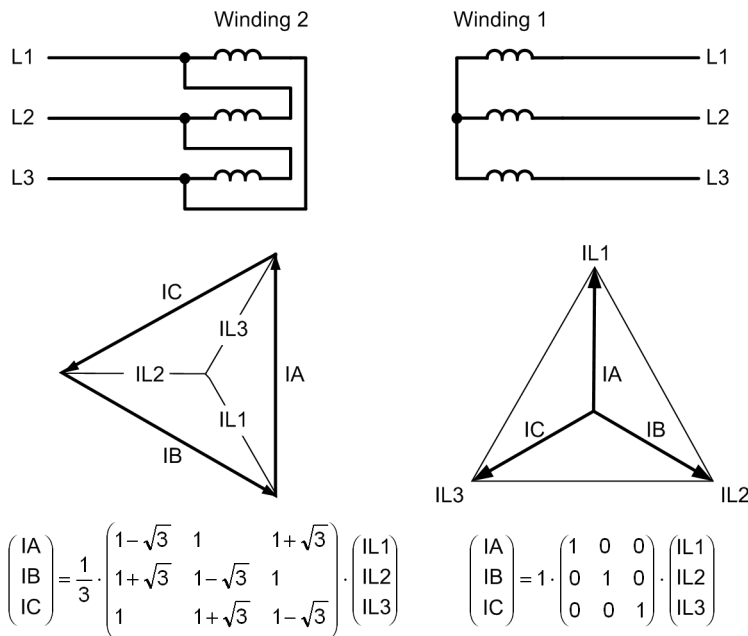 Winding 2 Winding 1
L1 L1
L2 L2
L3 L3
IC
IL3
IL2
IA
IL1
IB
IL1
IA
IC
IB
IL3
IL2
(IA IB IC) = 1/3 · (1−√3 1 1+√3 1+√3 1−√3 1 1 1+√3 1−√3) · (IL1 IL2 IL3)
(IA IB IC) = 1 · (1 0 0 0 1 0 0 0 1) · (IL1 IL2 IL3)